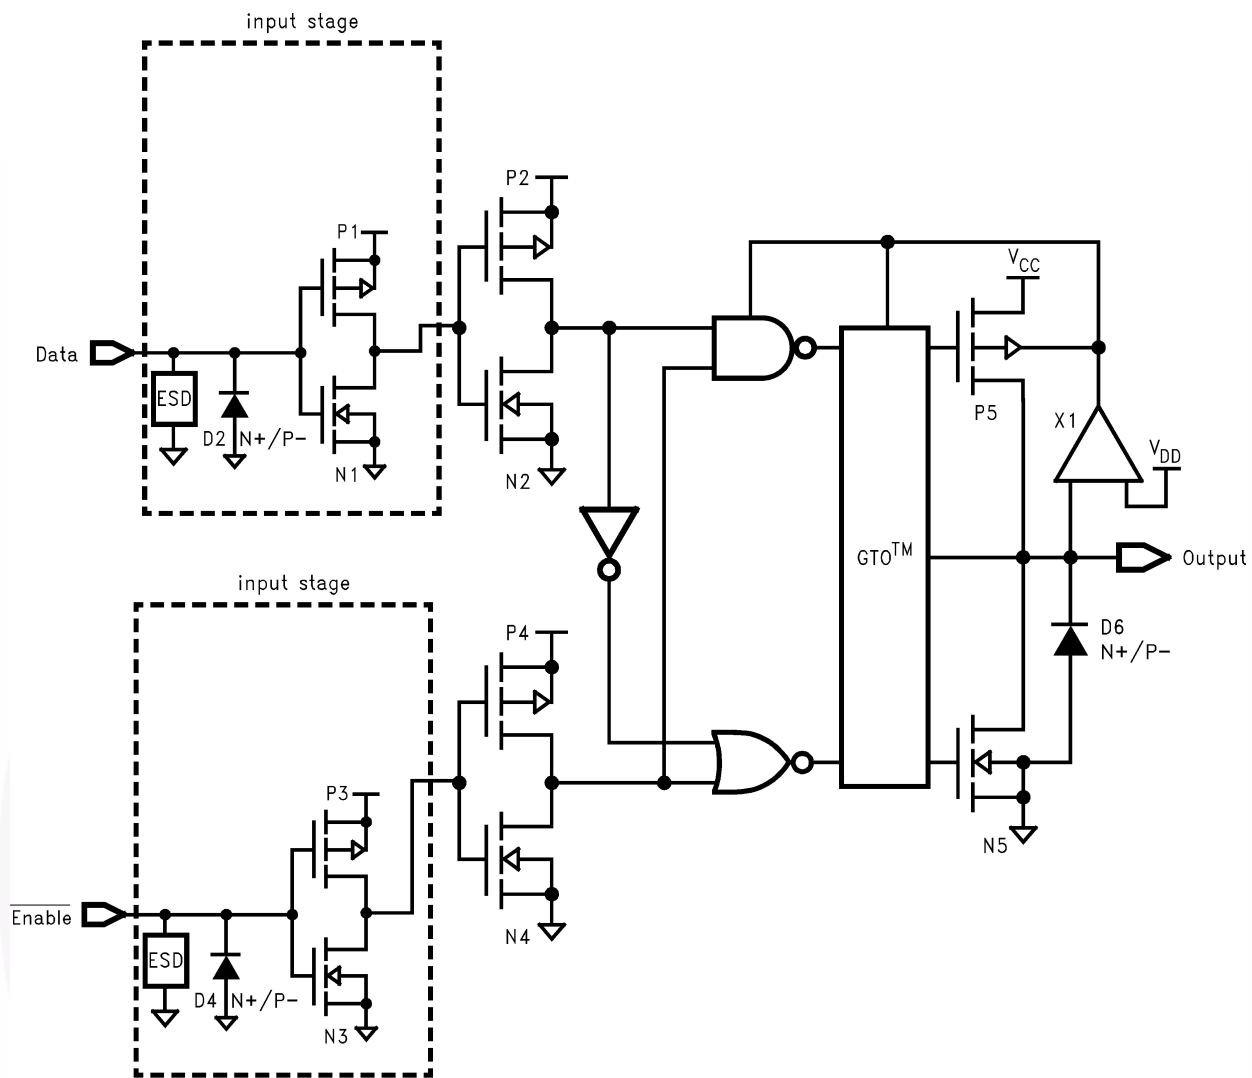 input stage
P2
P1
VCC
Data
ESD
D2 N+/P-
N1
N2
P5
X1
VDD
GTO™
Output
input stage
P4
D6
N+/P-
P3
N5
Enable
ESD
D4 N+/P-
N3
N4